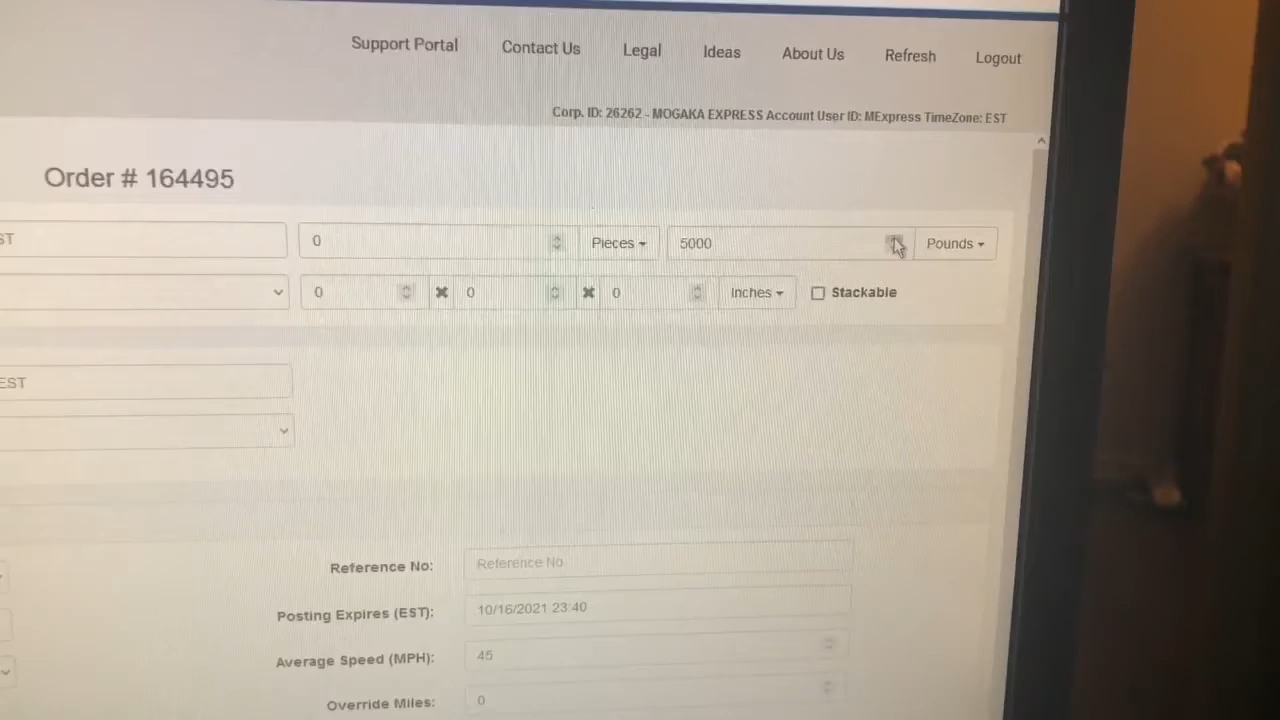 Support Portal Contact Us Legal Ideas About Us Refresh Logout
Corp. ID: 26262 - MOGAKA EXPRESS Account User ID: MExpress TimeZone: EST
Order # 164495
ST 0 Pieces 5000 Pounds
0 ✖ 0 ✖ 0 Inches Stackable
EST
Reference No: Reference No
Posting Expires (EST): 10/16/2021 23:40
Average Speed (MPH): 45
Override Miles: 0